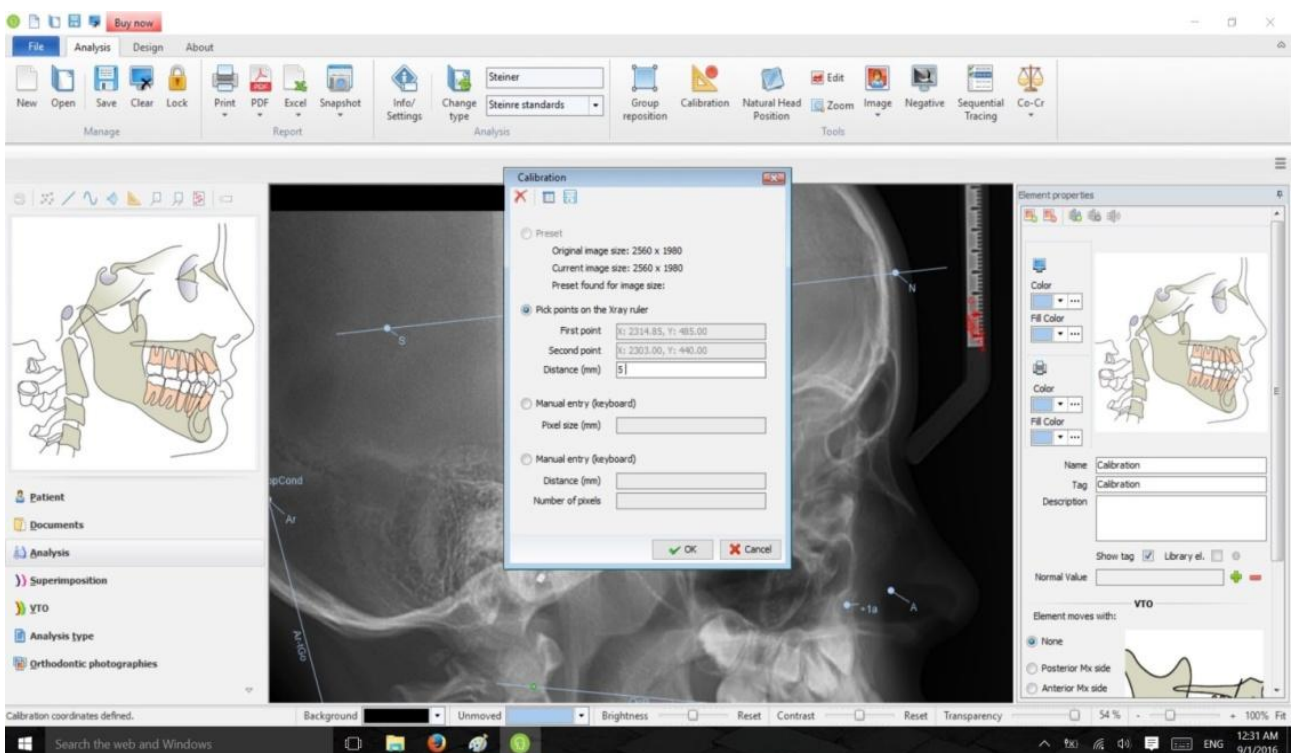 Buy now
File Analysis Design About
New Open Save Clear Lock Print PDF Excel Snapshot Info/ Settings Change type Steiner Group reposition Calibration Natural Head Position Edit Zoom Image Negative Sequential Tracing Co-Cr
Steinre standards
Manage Report Analysis Tools
Calibration
Preset
Original image size: 2560 x 1980
Current image size: 2560 x 1980
Preset found for image size:
Pick points on the Xray ruler
First point X: 2314.85, Y: 485.00
Second point X: 2303.00, Y: 440.00
Distance (mm) 5
Manual entry (keyboard)
Pixel size (mm)
Manual entry (keyboard)
Distance (mm)
Number of pixels
OK Cancel
S
N
Ar
Ar-tGo
+1a
A
Patient
Documents
Analysis
Superimposition
VTO
Analysis type
Orthodontic photographies
Element properties
Color
Fill Color
Color
Fill Color
Name Calibration
Tag Calibration
Description
Show tag Library el.
Normal Value
VTO
Element moves with:
None
Posterior Mx side
Anterior Mx side
Calibration coordinates defined. Background Unmoved Brightness Reset Contrast Reset Transparency 54 % - + 100% Fit
Search the web and Windows
ENG
12:31 AM
9/1/2016